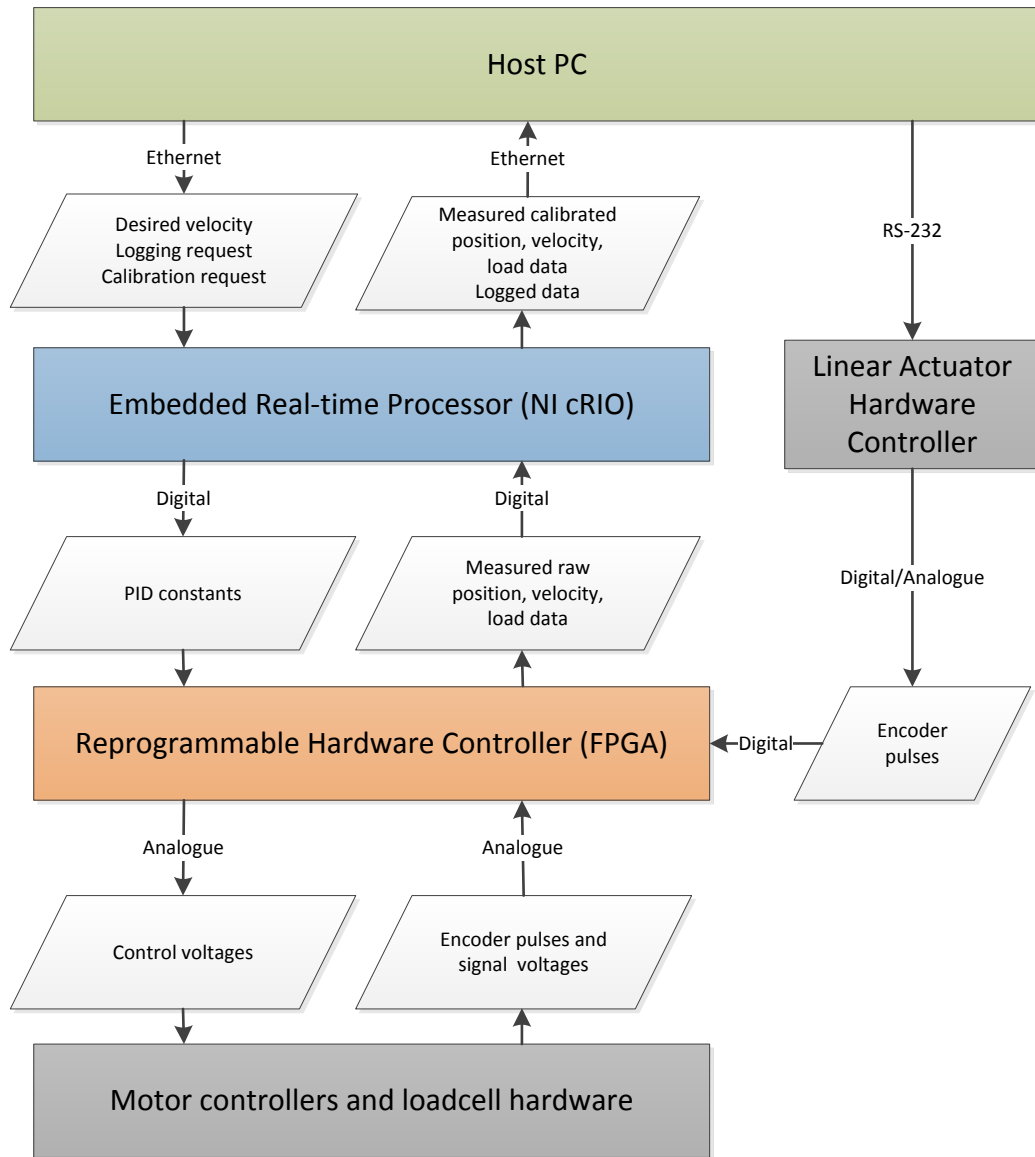 Host PC
Ethernet
Ethernet
RS-232
Desired velocity
Logging request
Calibration request
Measured calibrated
position, velocity,
load data
Logged data
Embedded Real-time Processor (NI cRIO)
Linear Actuator
Hardware
Controller
Digital
Digital
Digital/Analogue
PID constants
Measured raw
position, velocity,
load data
Reprogrammable Hardware Controller (FPGA)
Digital
Encoder
pulses
Analogue
Analogue
Control voltages
Encoder pulses and
signal voltages
Motor controllers and loadcell hardware